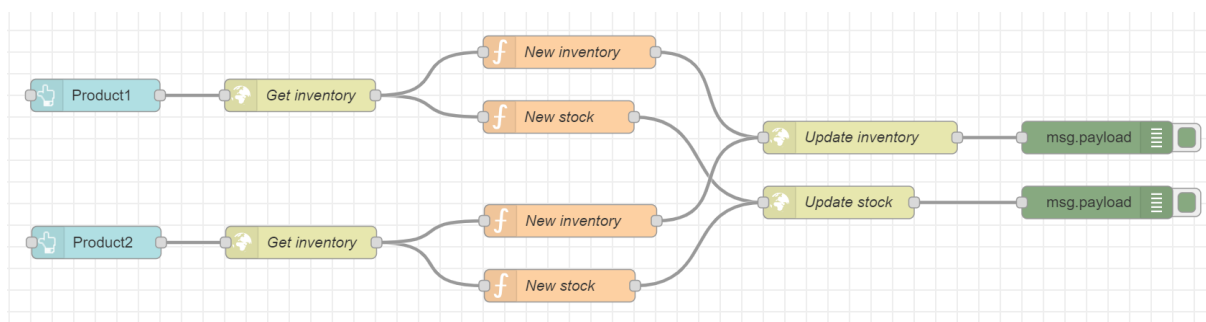 New inventory
Product1
Get inventory
New stock
Update inventory
msg.payload
Update stock
msg.payload
New inventory
Product2
Get inventory
New stock